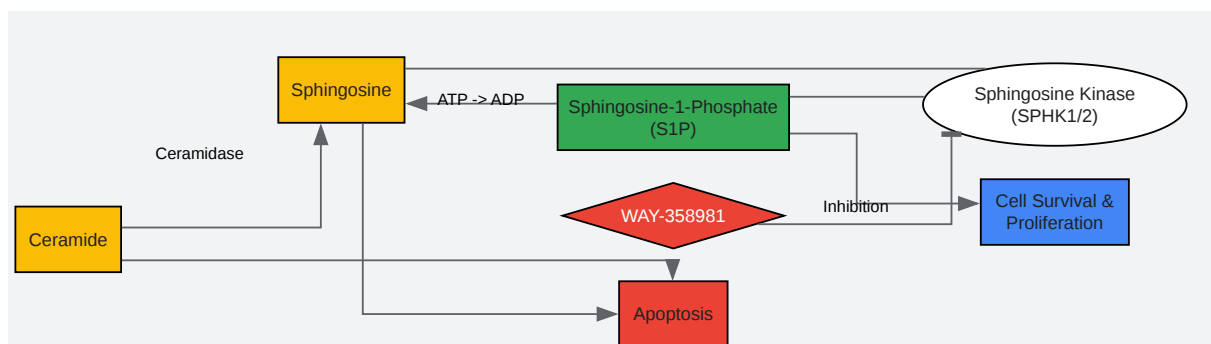 Sphingosine
ATP -> ADP
Sphingosine-1-Phosphate
(S1P)
Sphingosine Kinase
(SPHK1/2)
Ceramidase
Ceramide
WAY-358981
Inhibition
Cell Survival &
Proliferation
Apoptosis